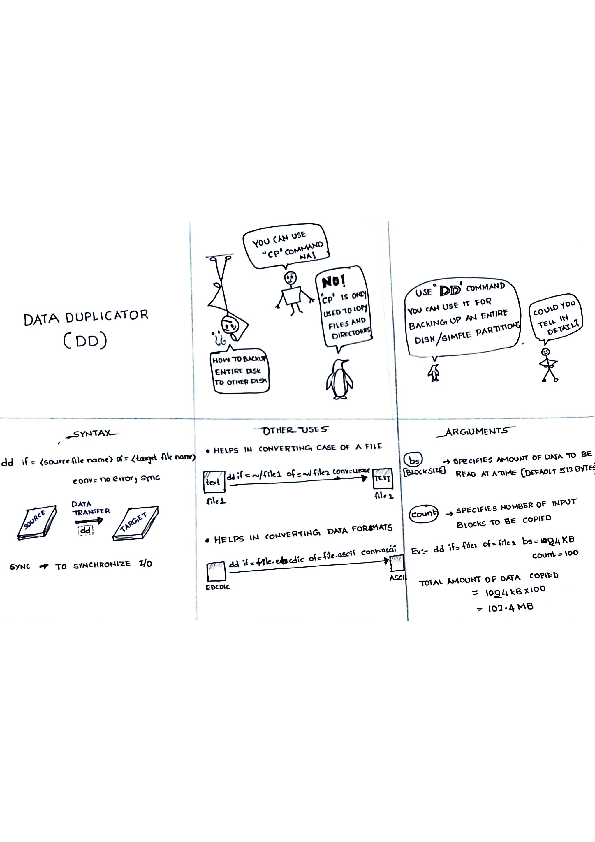 DATA DUPLICATOR
(DD)
YOU CAN USE
"CP" COMMAND
NA!
NO!
'CP' IS ONLY
USED TO COPY
FILES AND
DIRECTORIES
HOW TO BACKUP
ENTIRE DISK
TO OTHER DISK
USE "DD" COMMAND
YOU CAN USE IT FOR
BACKING UP AN ENTIRE
DISK/SIMPLE PARTITIONS
COULD YOU
TELL IN
DETAIL?
SYNTAX
dd if = <source file name> of = <target file name>
conv= no error, sync
DATA
TRANSFER
SOURCE
dd
TARGET
SYNC → TO SYNCHRONIZE I/O
OTHER USES
• HELPS IN CONVERTING CASE OF A FILE
text
dd if = ~/file1 of = ~/file2 conv=ucase
TEXT
file1
file2
• HELPS IN CONVERTING DATA FORMATS
dd if = file.ebcdic of=file.ascii conv=ascii
EBCDIC
ASCII
ARGUMENTS
bs
[BLOCKSIZE]
→ SPECIFIES AMOUNT OF DATA TO BE
READ AT A TIME [DEFAULT 512 BYTES
count
→ SPECIFIES NUMBER OF INPUT
BLOCKS TO BE COPIED
Ex:- dd if= file1 of= file2 bs=1024KB
count=100
TOTAL AMOUNT OF DATA COPIED
= 1024KB×100
= 102.4 MB